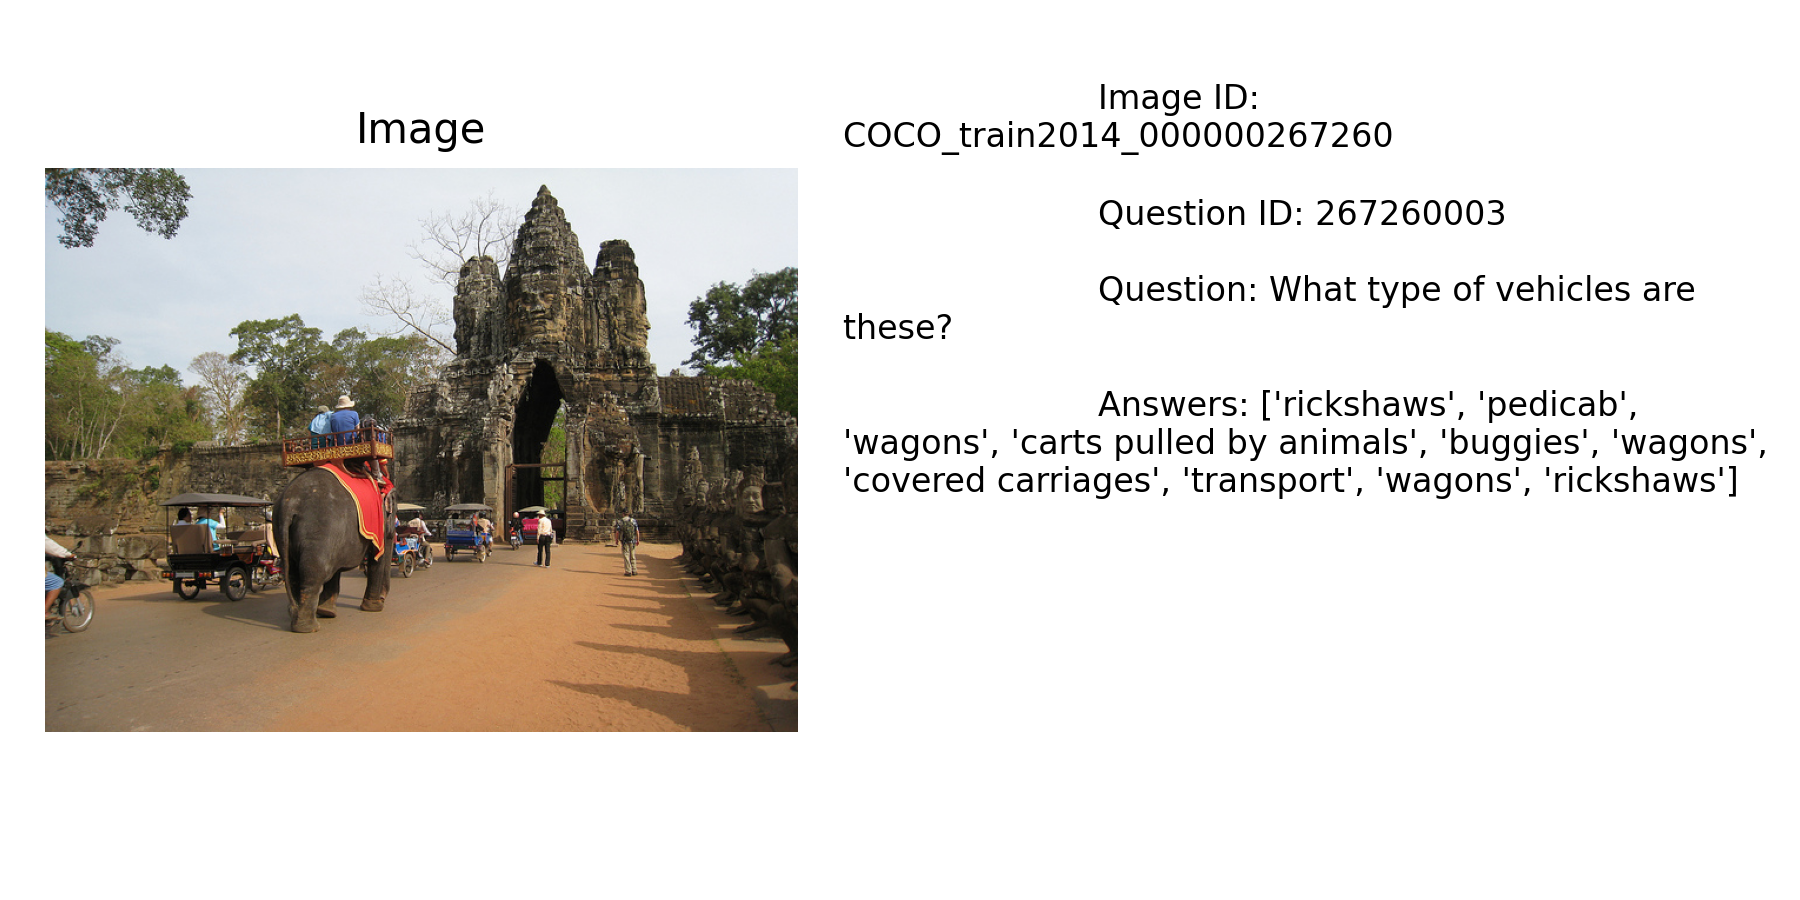 Image
Image ID:
COCO_train2014_000000267260
Question ID: 267260003
Question: What type of vehicles are
these?
Answers: ['rickshaws', 'pedicab',
'wagons', 'carts pulled by animals', 'buggies', 'wagons',
'covered carriages', 'transport', 'wagons', 'rickshaws']